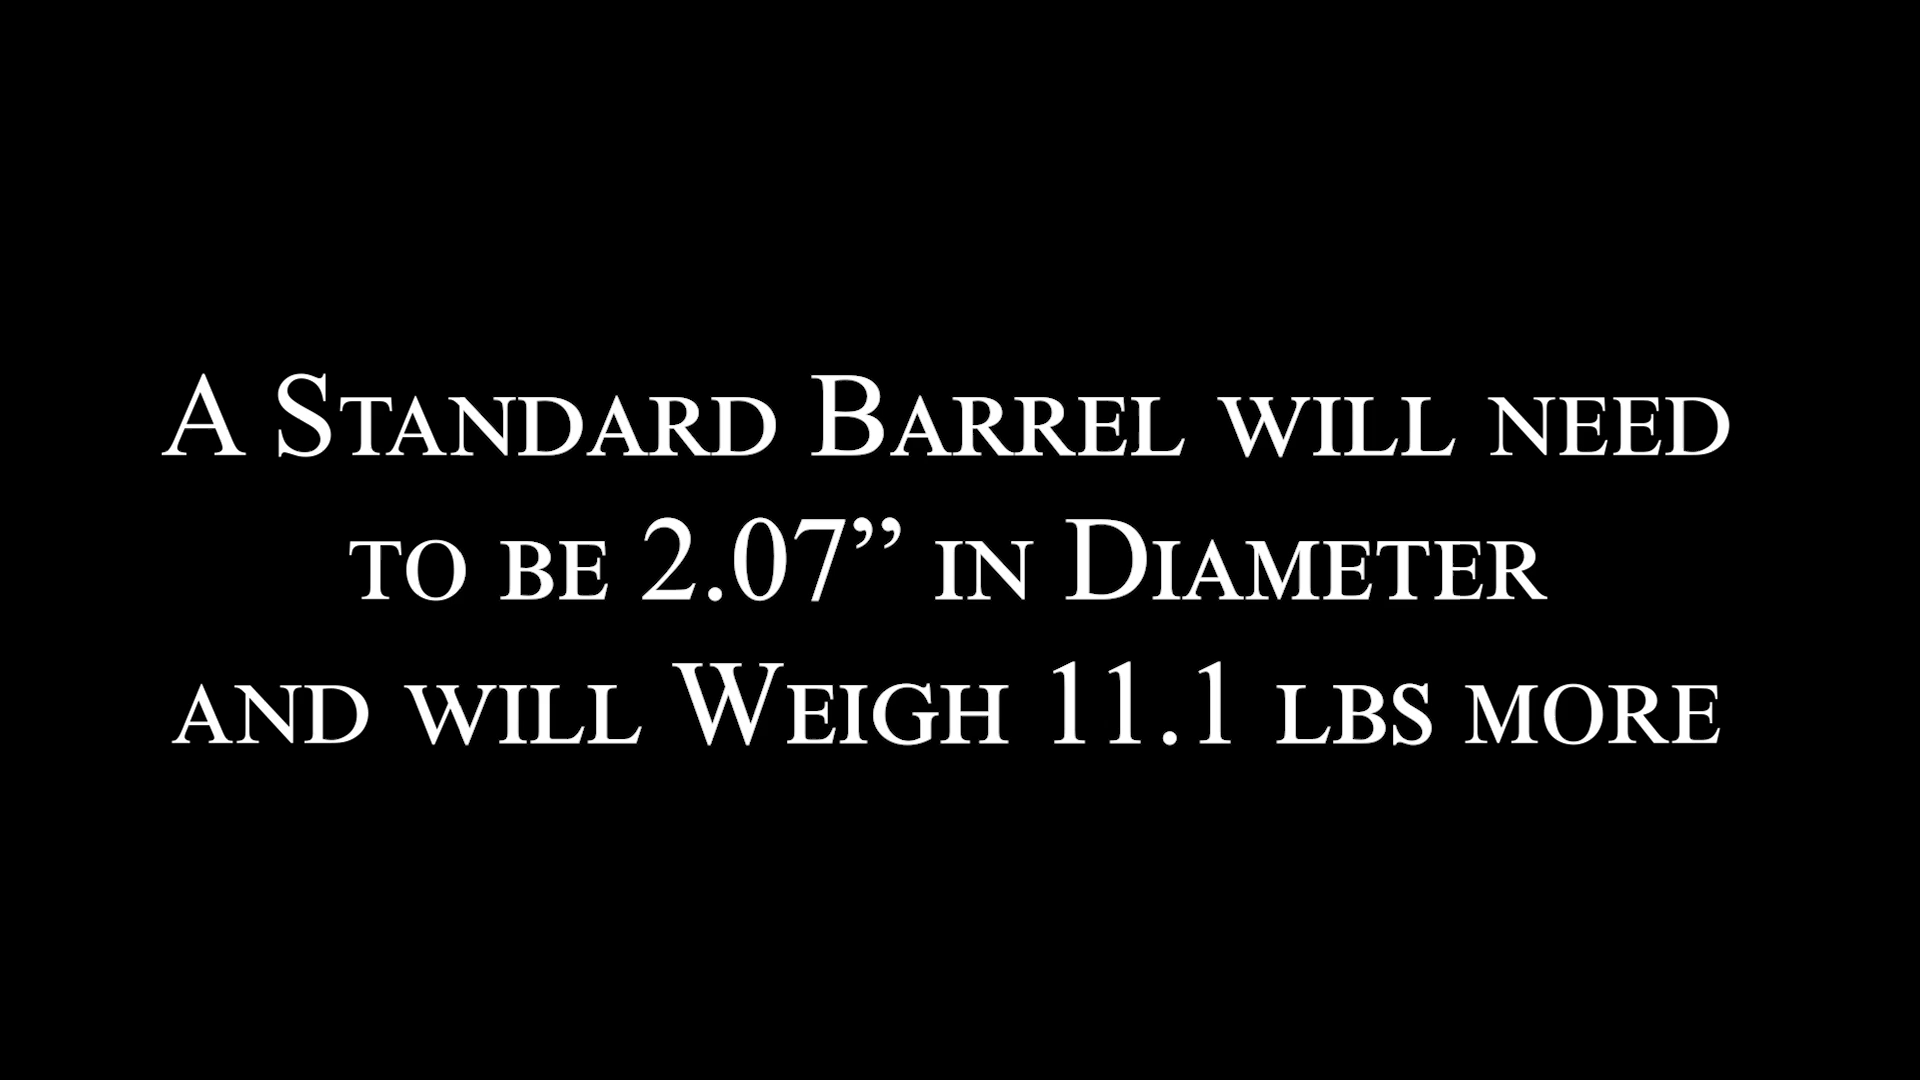 A Standard Barrel will need
to be 2.07” in Diameter
and will Weigh 11.1 lbs more